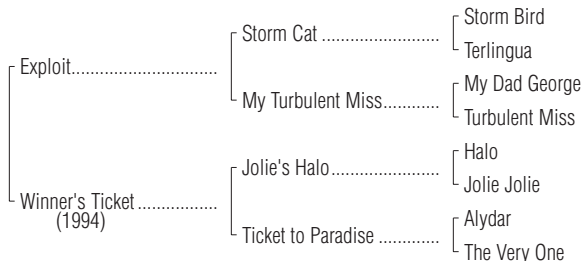 Storm Bird
Storm Cat ........................
Terlingua
Exploit..............................
My Dad George
My Turbulent Miss............
Turbulent Miss
Halo
Jolie's Halo......................
Jolie Jolie
Winner's Ticket ................
(1994)
Alydar
Ticket to Paradise ............
The Very One